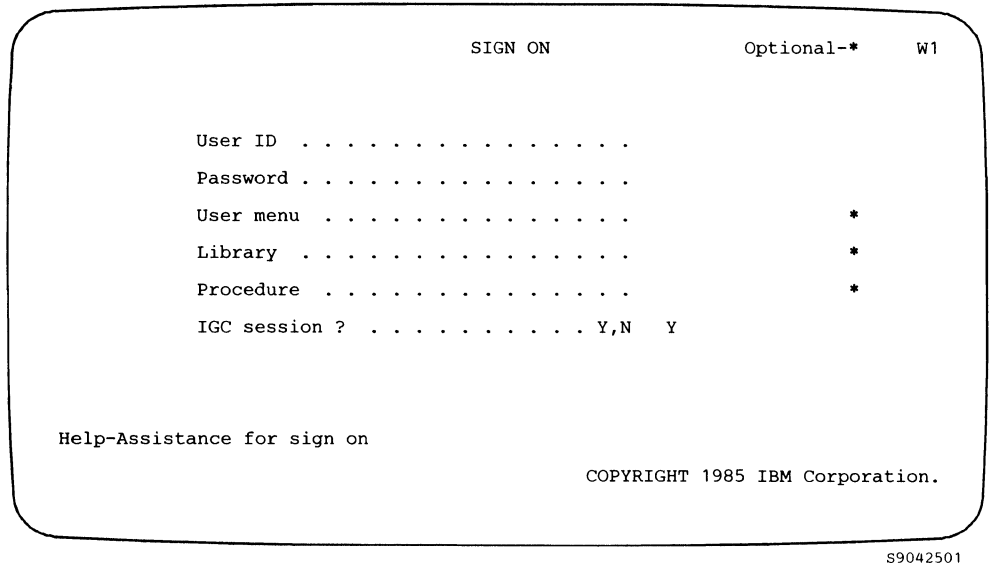 SIGN ON Optional-* W1
User ID . . . . . . . . . . . . . . .
Password . . . . . . . . . . . . . . .
User menu . . . . . . . . . . . . . . *
Library . . . . . . . . . . . . . . . *
Procedure . . . . . . . . . . . . . . *
IGC session ? . . . . . . . . . . Y,N Y
Help-Assistance for sign on
COPYRIGHT 1985 IBM Corporation.
S9042501